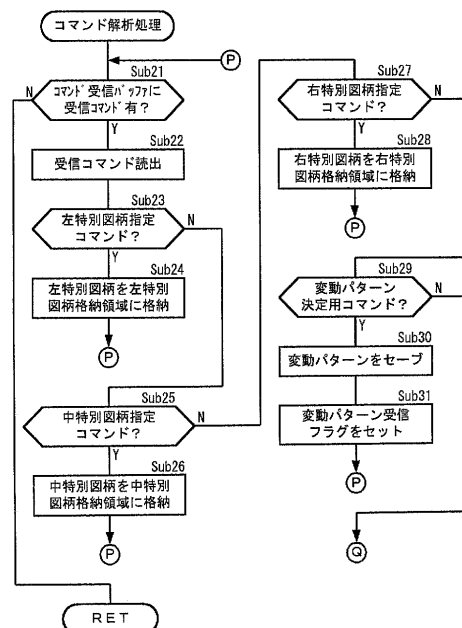 コマンド解析処理
P
Sub21
N
コマンド受信バッファに
受信コマンド有?
Y
Sub22
受信コマンド読出
Sub23
左特別図柄指定
コマンド?
N
Y
Sub24
左特別図柄を左特別
図柄格納領域に格納
P
Sub25
中特別図柄指定
コマンド?
N
Y
Sub26
中特別図柄を中特別
図柄格納領域に格納
P
RET
Sub27
右特別図柄指定
コマンド?
N
Y
Sub28
右特別図柄を右特別
図柄格納領域に格納
P
Sub29
変動パターン
決定用コマンド?
N
Y
Sub30
変動パターンをセーブ
Sub31
変動パターン受信
フラグをセット
P
Q